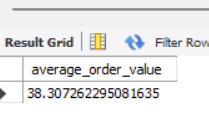 Result Grid Filter Row
average_order_value
38.307262295081635